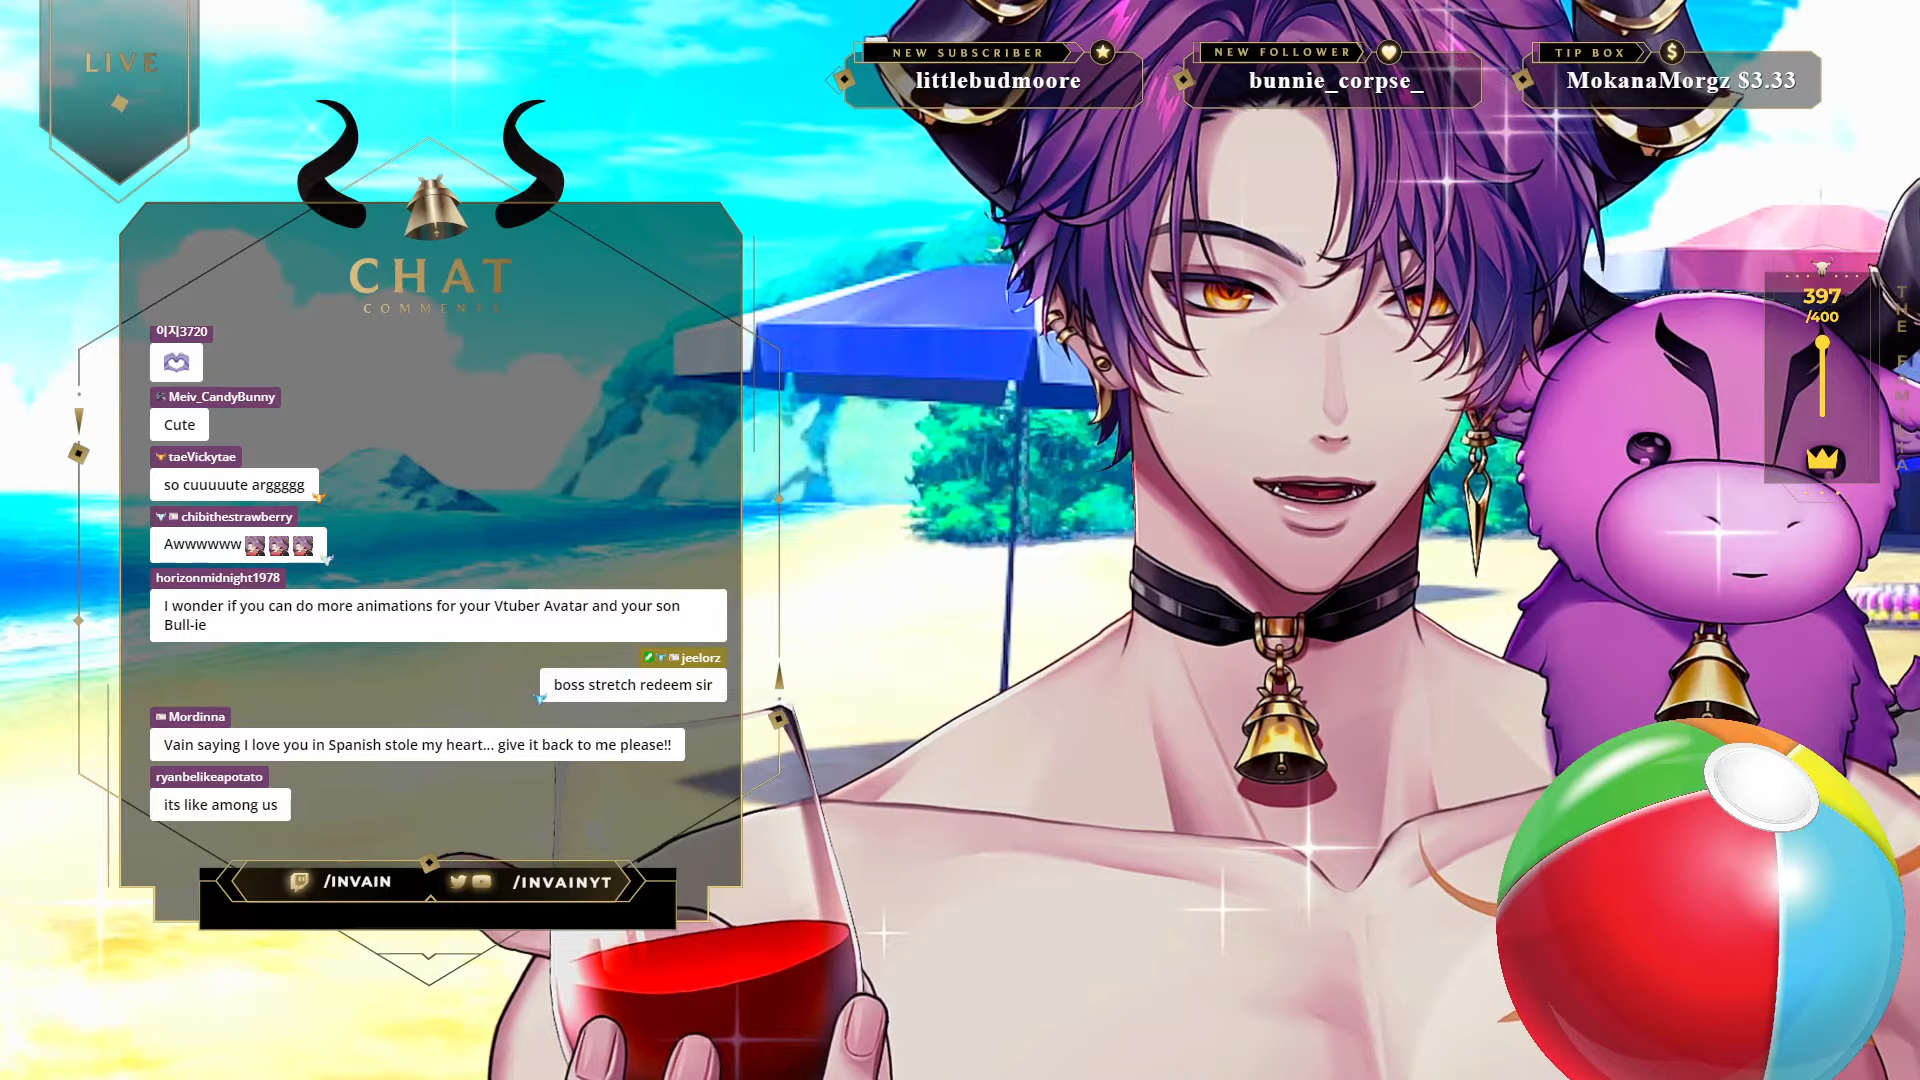 LIVE
NEW SUBSCRIBER
littlebudmoore
NEW FOLLOWER
bunnie_corpse_
TIP BOX
$
MokanaMorgz $3.33
CHAT
COMMENTS
이지3720
Meiv_CandyBunny
Cute
taeVickytae
so cuuuuute arggggg
chibithestrawberry
Awwwwww
horizonmidnight1978
I wonder if you can do more animations for your Vtuber Avatar and your son
Bull-ie
jeelorz
boss stretch redeem sir
Mordinna
Vain saying I love you in Spanish stole my heart... give it back to me please!!
ryanbelikeapotato
its like among us
/INVAIN
/INVAINYT
397
/400
THE FAMILIA